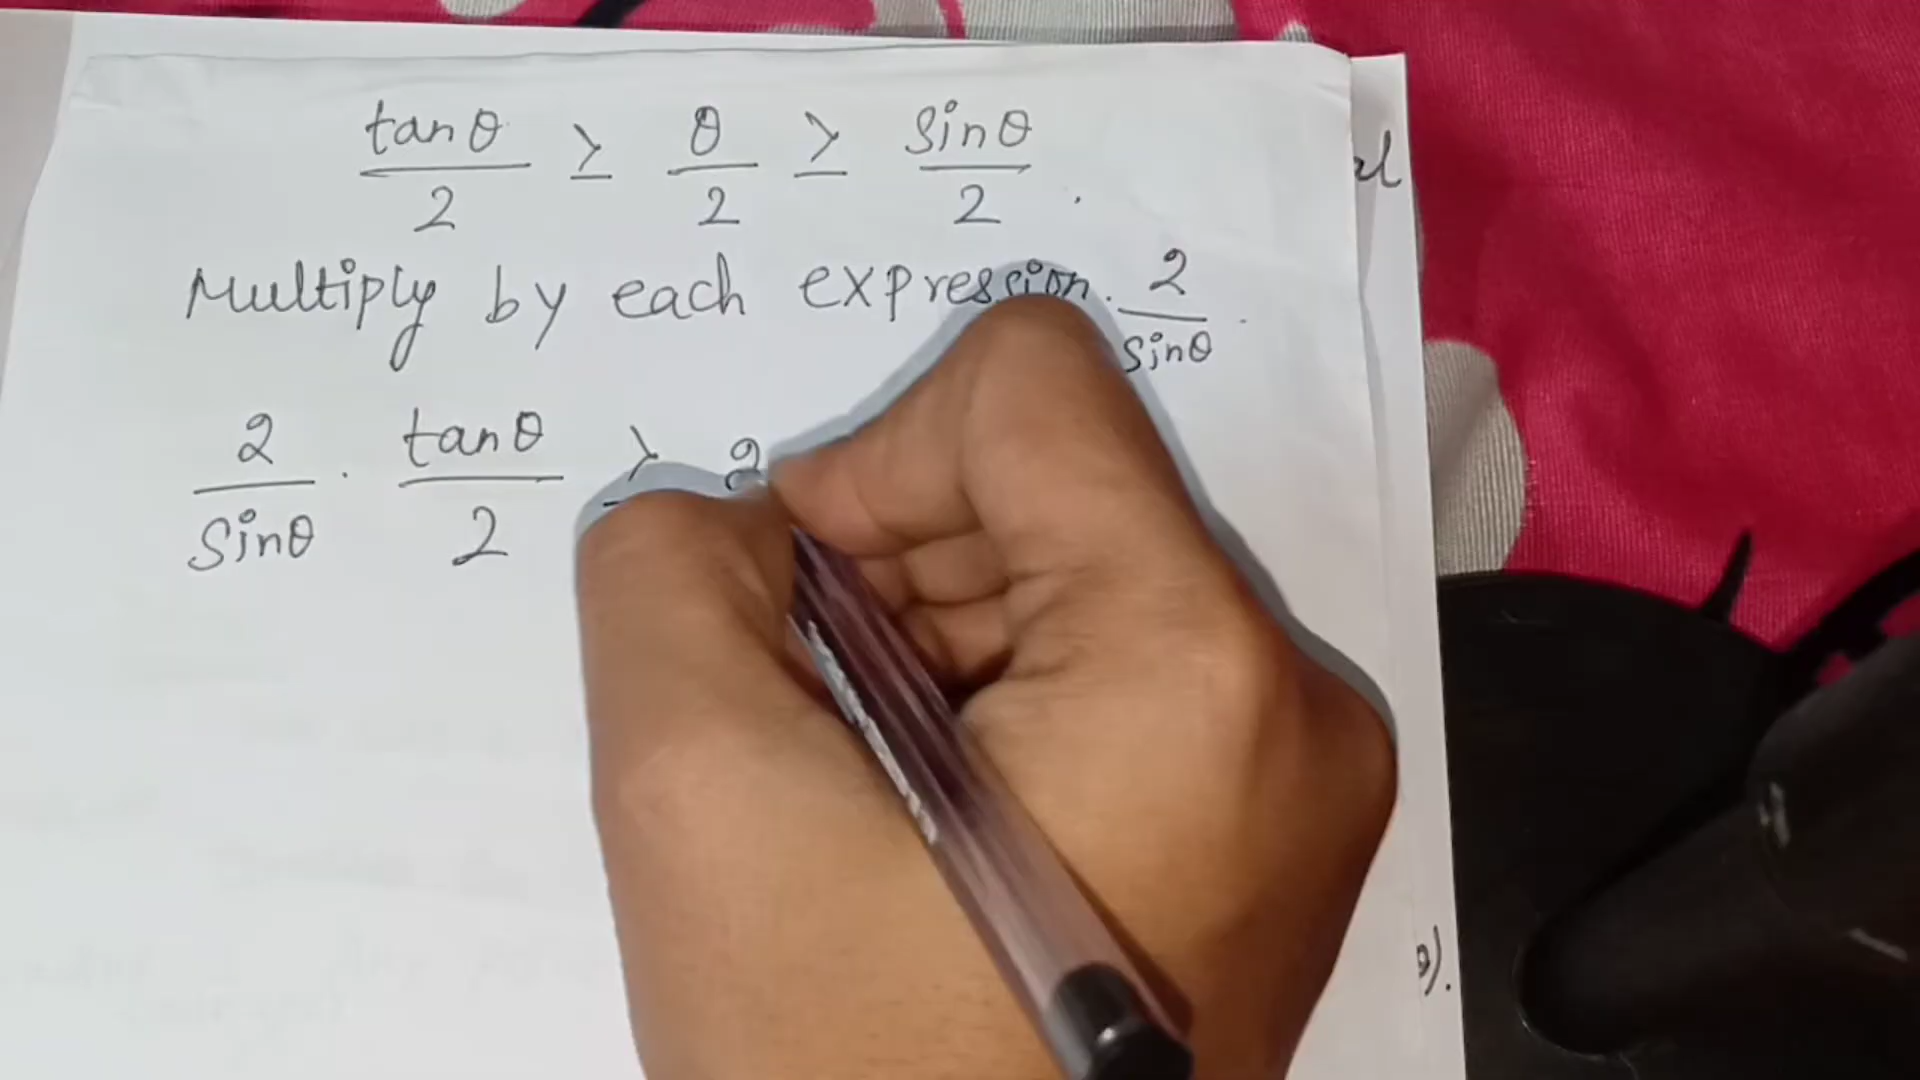 tanθ/2 ≥ θ/2 ≥ sinθ/2 .
Multiply by each expression. 2/sinθ .
2/sinθ . tanθ/2 ≥ 2